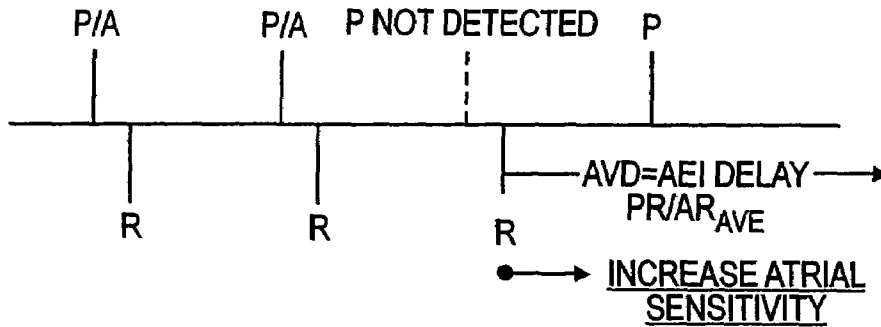 P/A P/A P NOT DETECTED P
R R R
AVD=AEI DELAY
PR/AR_AVE
INCREASE ATRIAL
SENSITIVITY